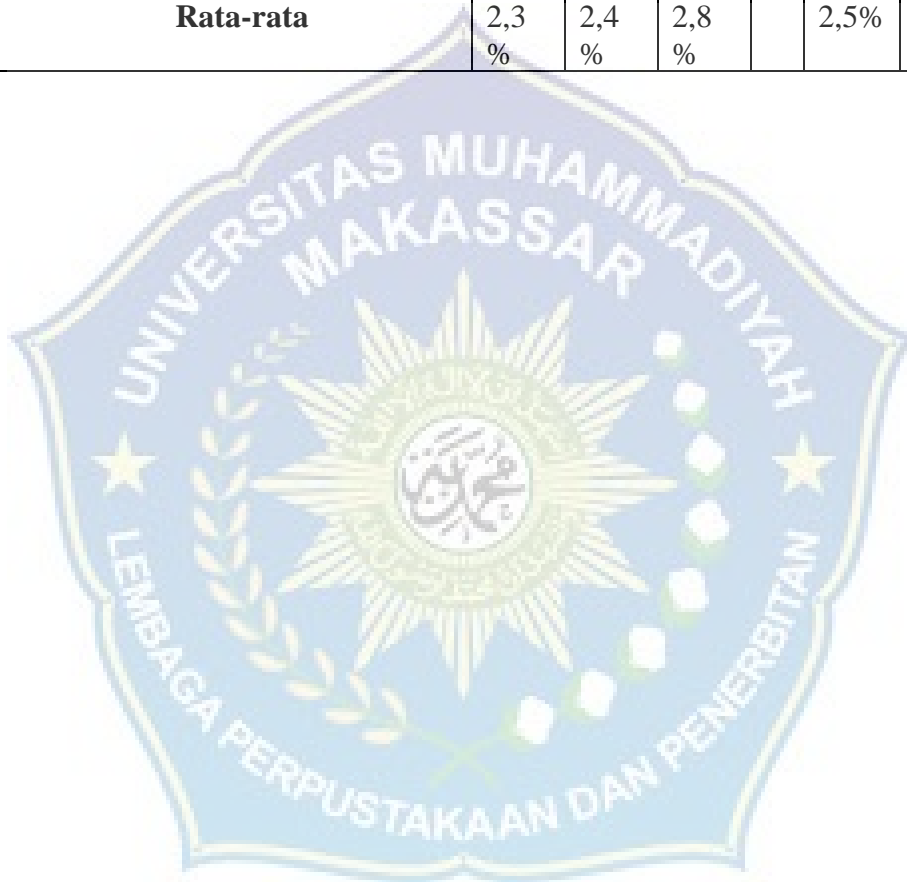 Rata-rata 2,3 % 2,4 % 2,8 % 2,5%
UNIVERSITAS MUHAMMADIYAH
MAKASSAR
LEMBAGA PERPUSTAKAAN DAN PENERBITAN